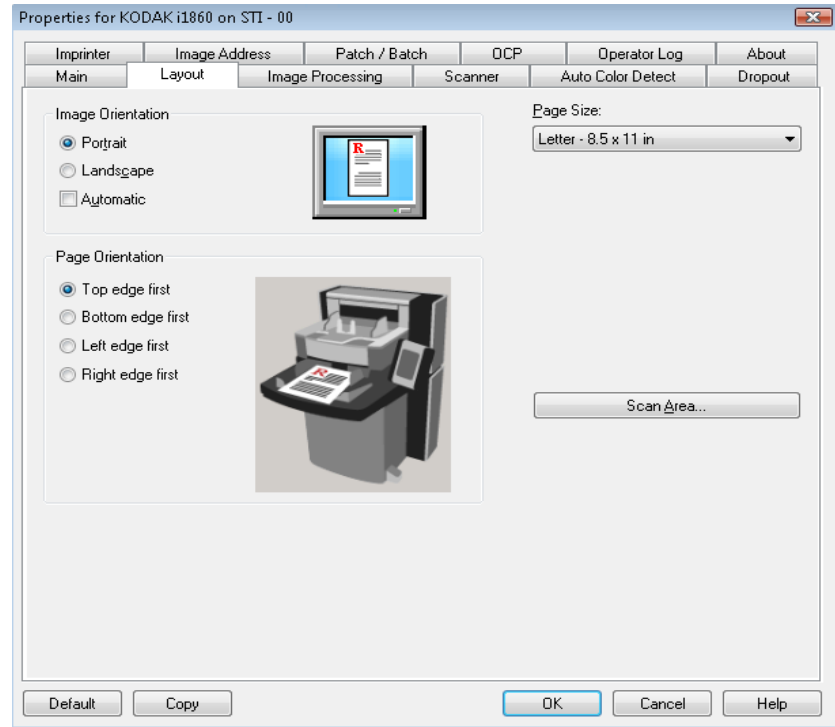 Properties for KODAK i1860 on STI - 00
Imprinter Image Address Patch / Batch OCP Operator Log About
Main Layout Image Processing Scanner Auto Color Detect Dropout
Image Orientation
Portrait
Landscape
Automatic
R
Page Size:
Letter - 8.5 x 11 in
Page Orientation
Top edge first
Bottom edge first
Left edge first
Right edge first
R
Scan Area...
Default Copy OK Cancel Help